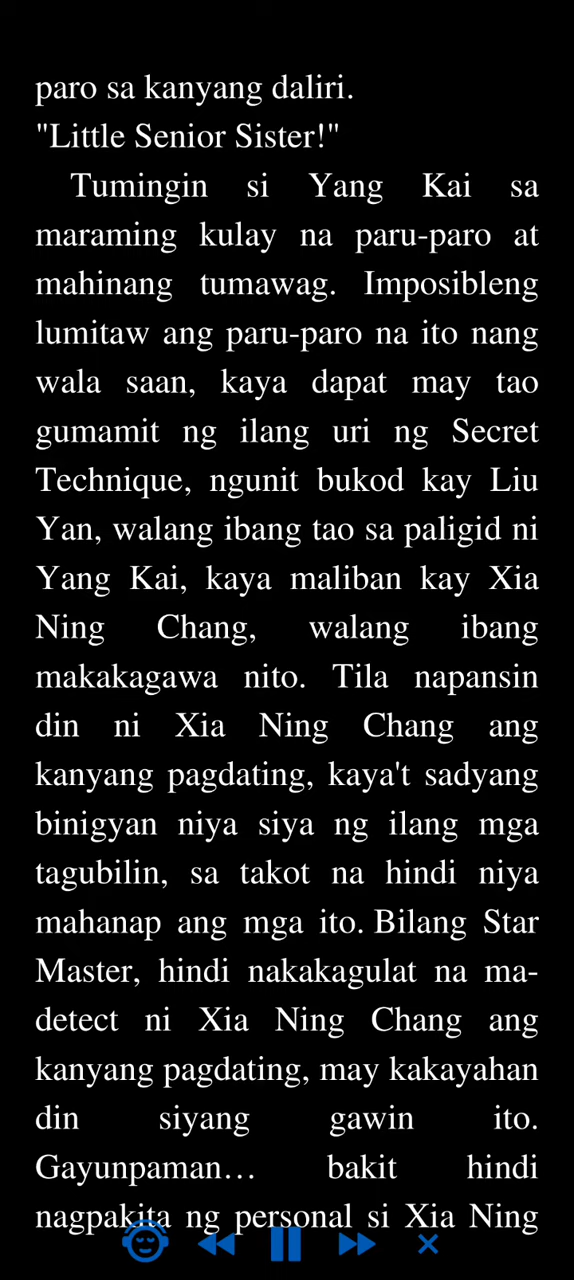 paro sa kanyang daliri.
"Little Senior Sister!"
Tumingin si Yang Kai sa
maraming kulay na paru-paro at
mahinang tumawag. Imposibleng
lumitaw ang paru-paro na ito nang
wala saan, kaya dapat may tao
gumamit ng ilang uri ng Secret
Technique, ngunit bukod kay Liu
Yan, walang ibang tao sa paligid ni
Yang Kai, kaya maliban kay Xia
Ning Chang, walang ibang
makakagawa nito. Tila napansin
din ni Xia Ning Chang ang
kanyang pagdating, kaya't sadyang
binigyan niya siya ng ilang mga
tagubilin, sa takot na hindi niya
mahanap ang mga ito. Bilang Star
Master, hindi nakakagulat na ma-
detect ni Xia Ning Chang ang
kanyang pagdating, may kakayahan
din siyang gawin ito.
Gayunpaman… bakit hindi
nagpakita ng personal si Xia Ning